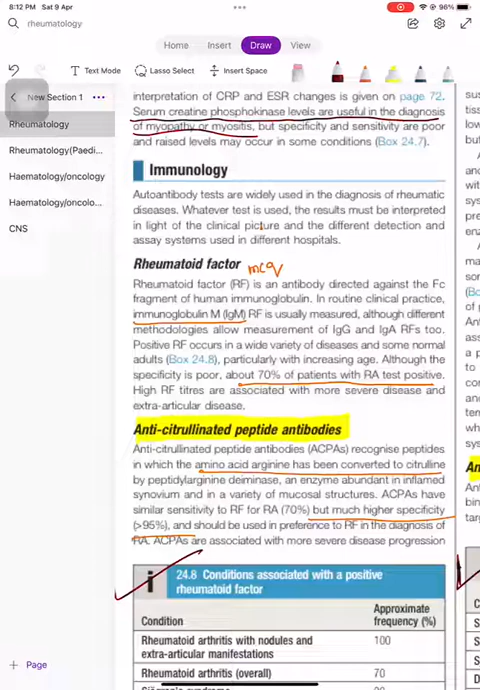 8:12 PM Sat 9 Apr
96%
rheumatology
Home Insert Draw View
Text Mode Lasso Select Insert Space
New Section 1
Rheumatology
Rheumatology(Paedi...
Haematology/oncology
Haematology/oncolo...
CNS
Page
interpretation of CRP and ESR changes is given on page 72.
Serum creatine phosphokinase levels are useful in the diagnosis
of myopathy or myositis, but specificity and sensitivity are poor
and raised levels may occur in some conditions (Box 24.7).
Immunology
Autoantibody tests are widely used in the diagnosis of rheumatic
diseases. Whatever test is used, the results must be interpreted
in light of the clinical picture and the different detection and
assay systems used in different hospitals.
Rheumatoid factor mcq
Rheumatoid factor (RF) is an antibody directed against the Fc
fragment of human immunoglobulin. In routine clinical practice,
immunoglobulin M (IgM) RF is usually measured, although different
methodologies allow measurement of IgG and IgA RFs too.
Positive RF occurs in a wide variety of diseases and some normal
adults (Box 24.8), particularly with increasing age. Although the
specificity is poor, about 70% of patients with RA test positive.
High RF titres are associated with more severe disease and
extra-articular disease.
Anti-citrullinated peptide antibodies
Anti-citrullinated peptide antibodies (ACPAs) recognise peptides
in which the amino acid arginine has been converted to citrulline
by peptidylarginine deiminase, an enzyme abundant in inflamed
synovium and in a variety of mucosal structures. ACPAs have
similar sensitivity to RF for RA (70%) but much higher specificity
(>95%), and should be used in preference to RF in the diagnosis of
RA. ACPAs are associated with more severe disease progression
i 24.8 Conditions associated with a positive
rheumatoid factor
Condition Approximate
frequency (%)
Rheumatoid arthritis with nodules and 100
extra-articular manifestations
Rheumatoid arthritis (overall) 70